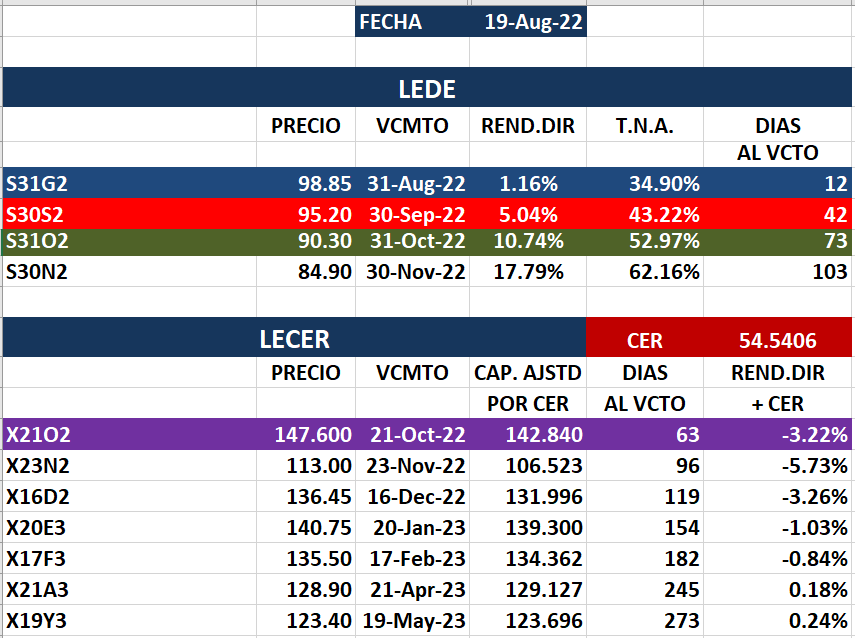 FECHA 19-Aug-22
LEDE
PRECIO VCMTO REND.DIR T.N.A. DIAS
AL VCTO
S31G2 98.85 31-Aug-22 1.16% 34.90% 12
S30S2 95.20 30-Sep-22 5.04% 43.22% 42
S31O2 90.30 31-Oct-22 10.74% 52.97% 73
S30N2 84.90 30-Nov-22 17.79% 62.16% 103
LECER CER 54.5406
PRECIO VCMTO CAP. AJSTD DIAS REND.DIR
POR CER AL VCTO + CER
X21O2 147.600 21-Oct-22 142.840 63 -3.22%
X23N2 113.00 23-Nov-22 106.523 96 -5.73%
X16D2 136.45 16-Dec-22 131.996 119 -3.26%
X20E3 140.75 20-Jan-23 139.300 154 -1.03%
X17F3 135.50 17-Feb-23 134.362 182 -0.84%
X21A3 128.90 21-Apr-23 129.127 245 0.18%
X19Y3 123.40 19-May-23 123.696 273 0.24%